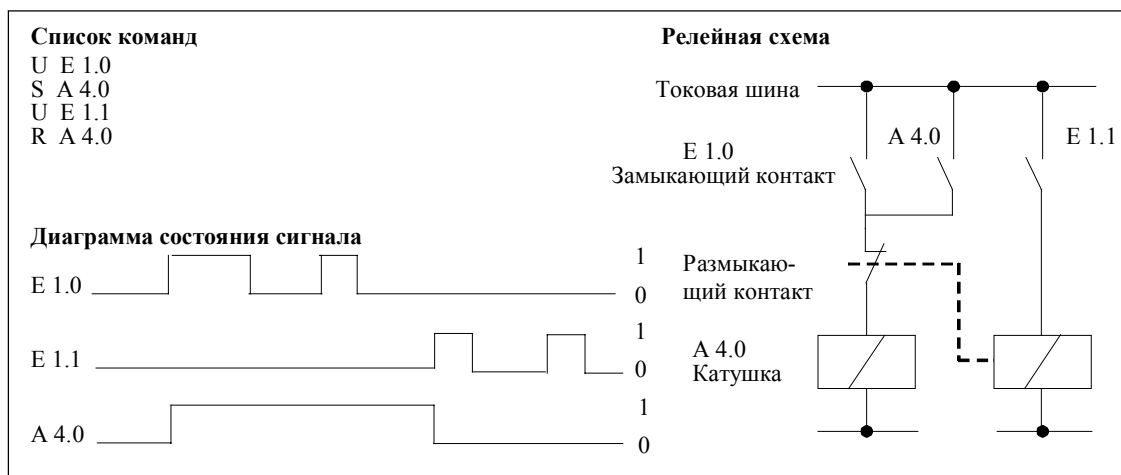 Список команд
U E 1.0
S A 4.0
U E 1.1
R A 4.0
Диаграмма состояния сигнала
E 1.0
1
0
E 1.1
1
0
A 4.0
1
0
Релейная схема
Токовая шина
E 1.0
Замыкающий контакт
A 4.0
E 1.1
Размыкаю-
щий контакт
A 4.0
Катушка